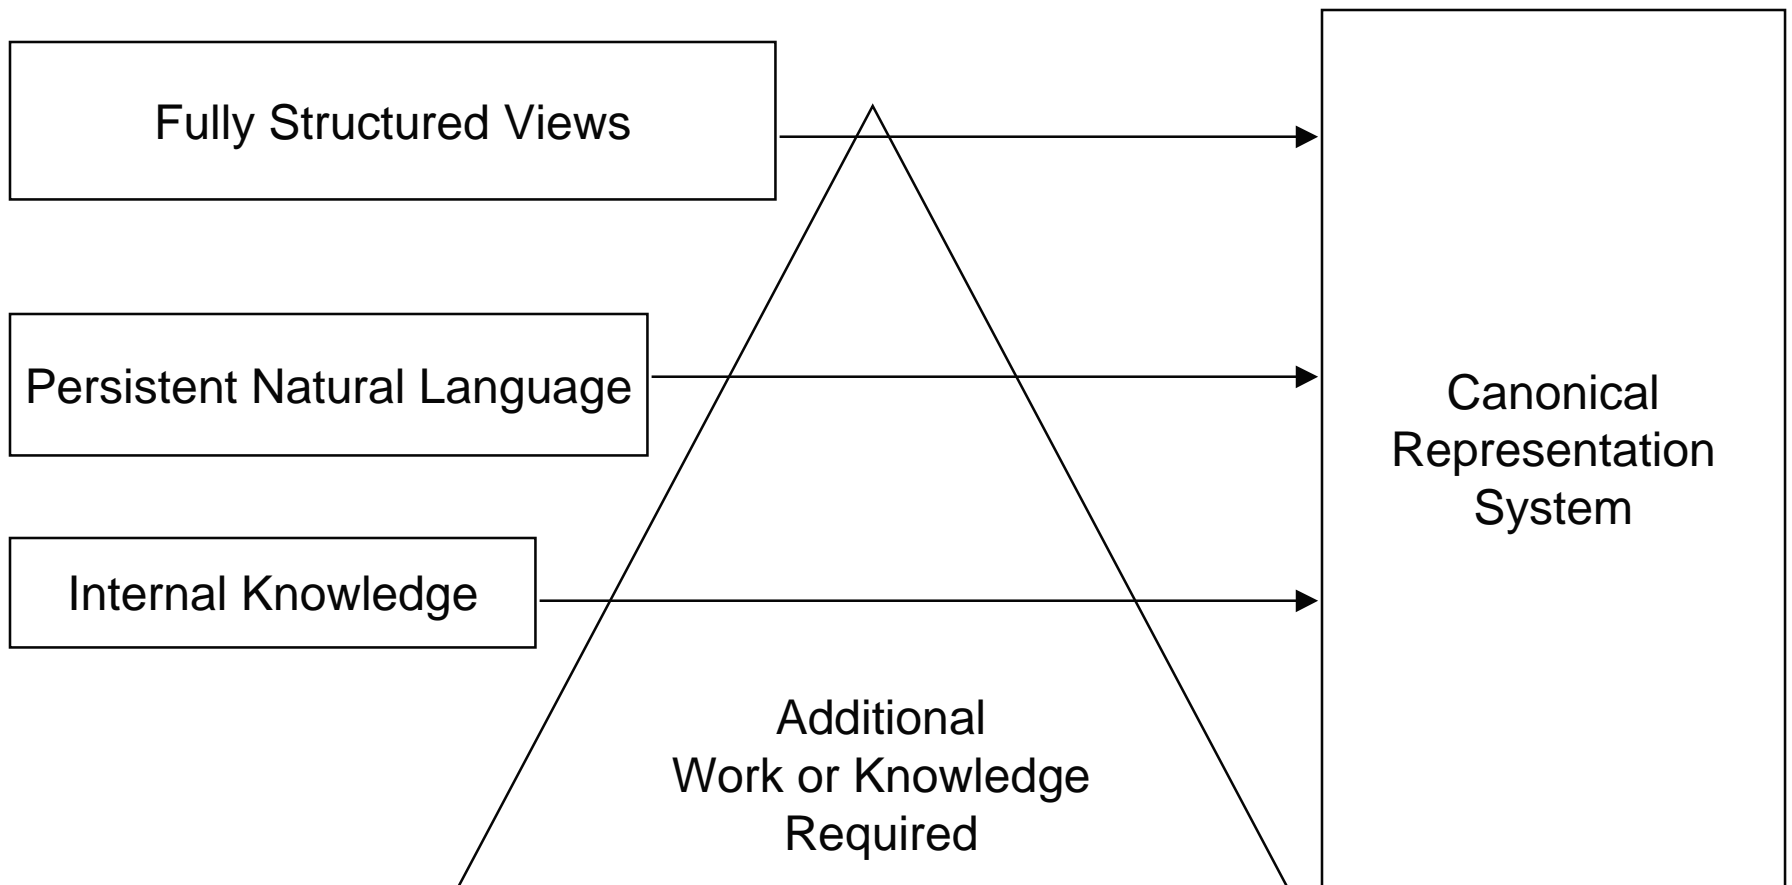 Fully Structured Views
Persistent Natural Language
Internal Knowledge
Additional
Work or Knowledge
Required
Canonical
Representation
System